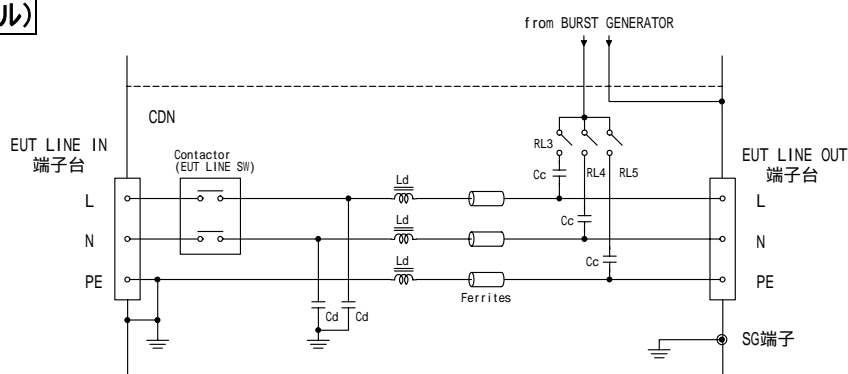 ル)
from BURST GENERATOR
CDN
EUT LINE IN
端子台
Contactor
(EUT LINE SW)
Ld
RL3
RL4
RL5
Cc
EUT LINE OUT
端子台
L
L
Ld
Cc
N
N
Ld
Cc
PE
PE
Ferrites
Cd
Cd
SG端子